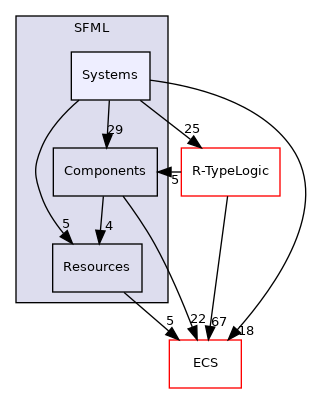 SFML
Systems
29
25
Components
R-TypeLogic
5
5
4
Resources
5
22
67
18
ECS